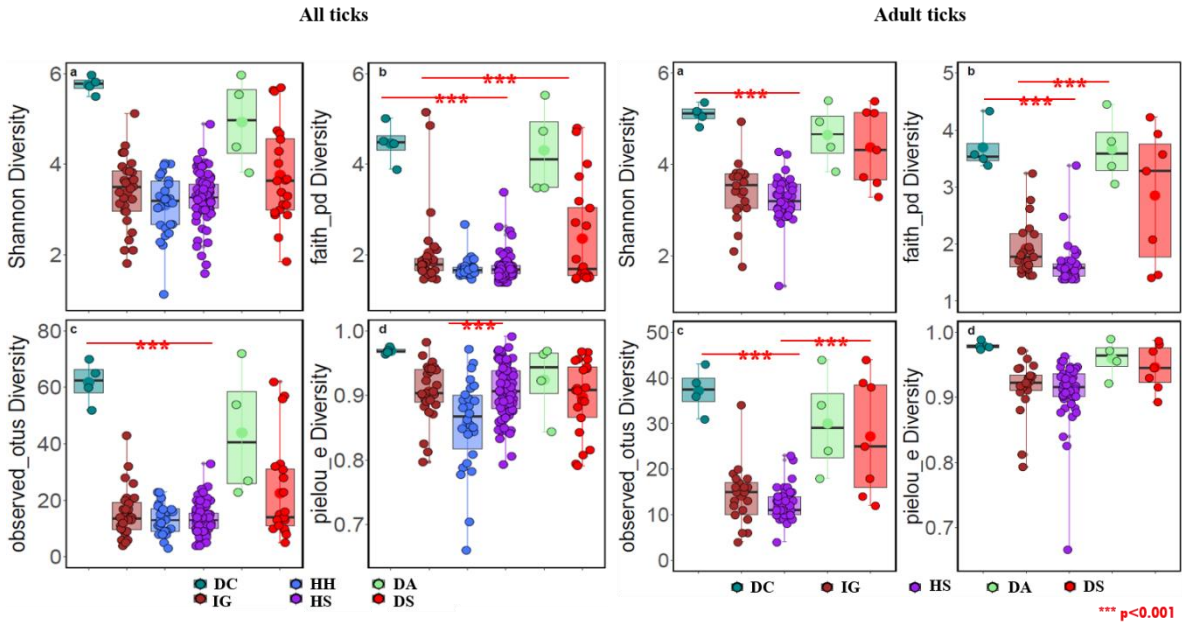 All ticks
Adult ticks
a
Shannon Diversity
6
4
2
***
b
faith_pd Diversity
6
4
2
***
***
a
Shannon Diversity
6
4
2
***
b
faith_pd Diversity
5
4
3
2
1
***
***
c
observed_otus Diversity
80
60
40
20
0
***
d
pielou_e Diversity
1.0
0.9
0.8
0.7
***
c
observed_otus Diversity
50
40
30
20
10
0
***
***
d
pielou_e Diversity
1.0
0.9
0.8
0.7
DC HH DA
IG HS DS
DC IG HS DA DS
*** p<0.001